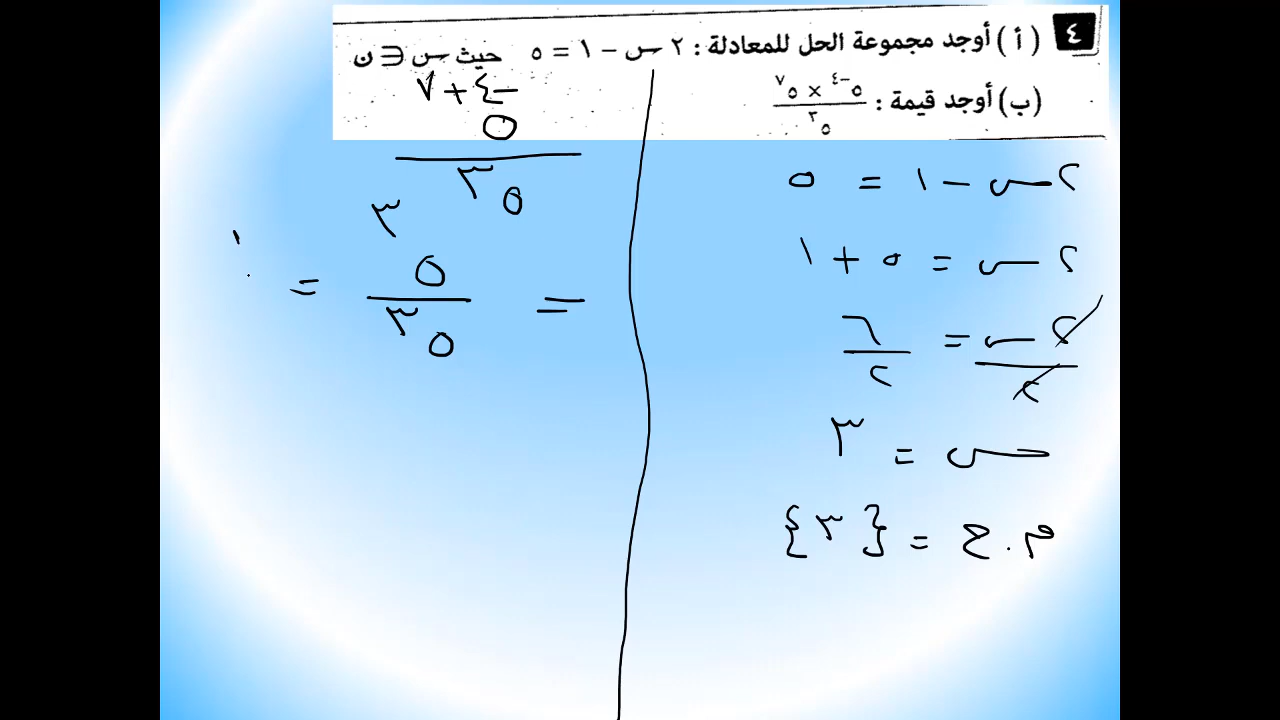 ٤ (أ) أوجد مجموعة الحل للمعادلة : ٢ س − ١ = ٥ حيث س ∈ ن
(ب) أوجد قيمة : (٥^−٤ × ٥^٧) / ٥^٣
٢س − ١ = ٥
٢س = ٥ + ١
٢س / ٢ = ٦ / ٢
س = ٣
م.ح = {٣}
٥^(−٤ + ٧) / ٥^٣
= ٥^٣ / ٥^٣ = ١